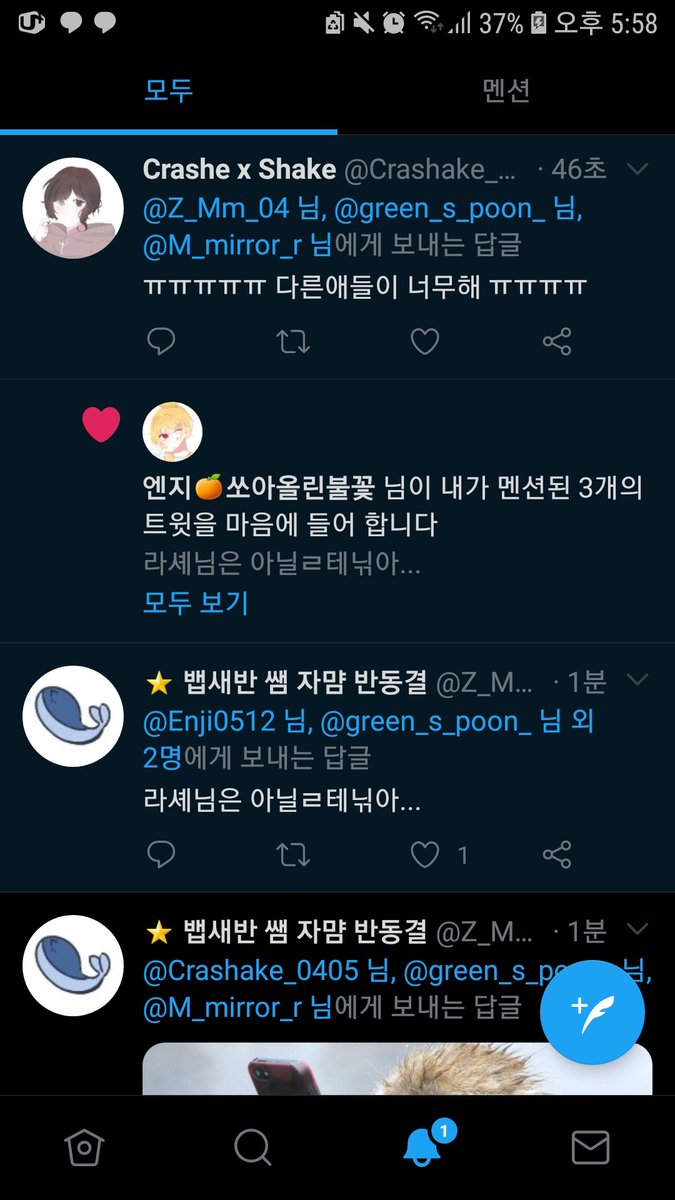 37% 오후 5:58
모두 멘션
Crashe x Shake @Crashake_... · 46초
@Z_Mm_04 님, @green_s_poon_ 님,
@M_mirror_r 님에게 보내는 답글
ㅠㅠㅠㅠㅠ 다른애들이 너무해 ㅠㅠㅠㅠ
엔지🍊쏘아올린불꽃 님이 내가 멘션된 3개의
트윗을 마음에 들어 합니다
라셰님은 아닐ㄹ테닊아...
모두 보기
⭐ 뱁새반 쌤 자먐 반동결 @Z_M... · 1분
@Enji0512 님, @green_s_poon_ 님 외
2명에게 보내는 답글
라셰님은 아닐ㄹ테닊아...
1
⭐ 뱁새반 쌤 자먐 반동결 @Z_M... · 1분
@Crashake_0405 님, 님,
@M_mirror_r 님에게 보내는 답글
1